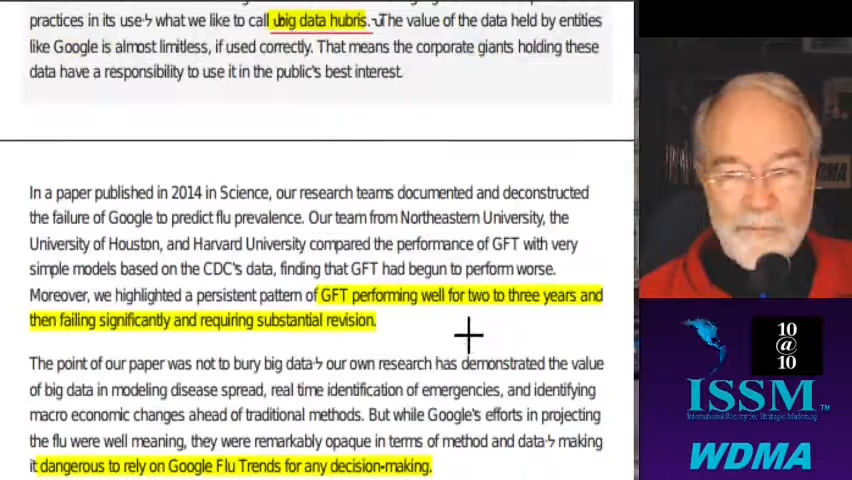 practices in its use ϟ what we like to call big data hubris. The value of the data held by entities
like Google is almost limitless, if used correctly. That means the corporate giants holding these
data have a responsibility to use it in the public's best interest.
In a paper published in 2014 in Science, our research teams documented and deconstructed
the failure of Google to predict flu prevalence. Our team from Northeastern University, the
University of Houston, and Harvard University compared the performance of GFT with very
simple models based on the CDC's data, finding that GFT had begun to perform worse.
Moreover, we highlighted a persistent pattern of GFT performing well for two to three years and
then failing significantly and requiring substantial revision.
The point of our paper was not to bury big data ϟ our own research has demonstrated the value
of big data in modeling disease spread, real time identification of emergencies, and identifying
macro economic changes ahead of traditional methods. But while Google's efforts in projecting
the flu were well meaning, they were remarkably opaque in terms of method and data ϟ making
it dangerous to rely on Google Flu Trends for any decision-making.
WDMA
10
@
10
ISSM™
International Society for Strategic Marketing
WDMA